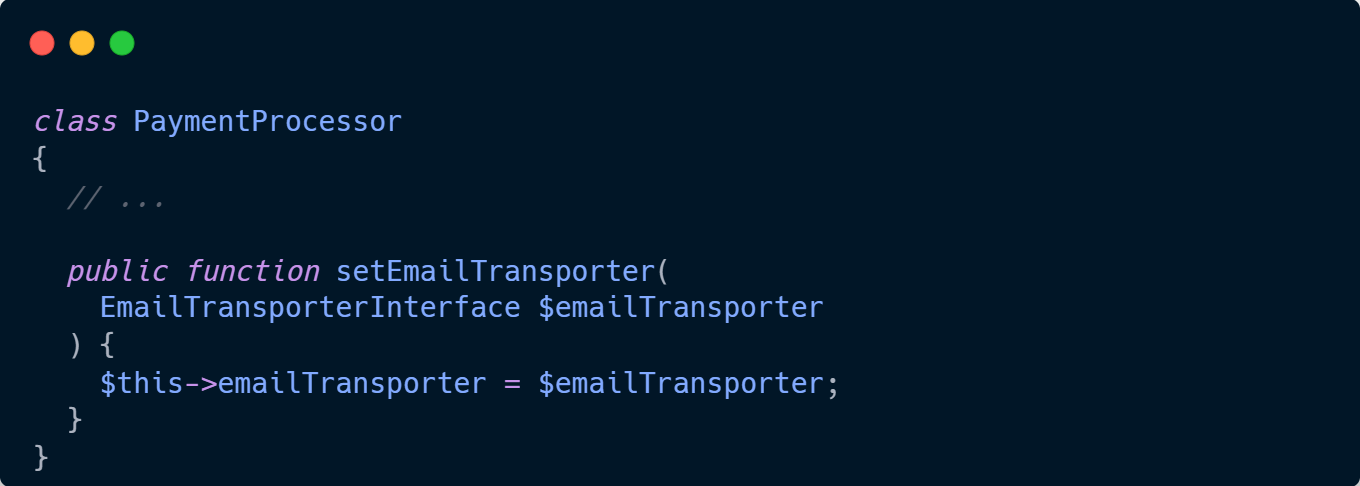 class PaymentProcessor
{
  // ...

  public function setEmailTransporter(
    EmailTransporterInterface $emailTransporter
  ) {
    $this->emailTransporter = $emailTransporter;
  }
}